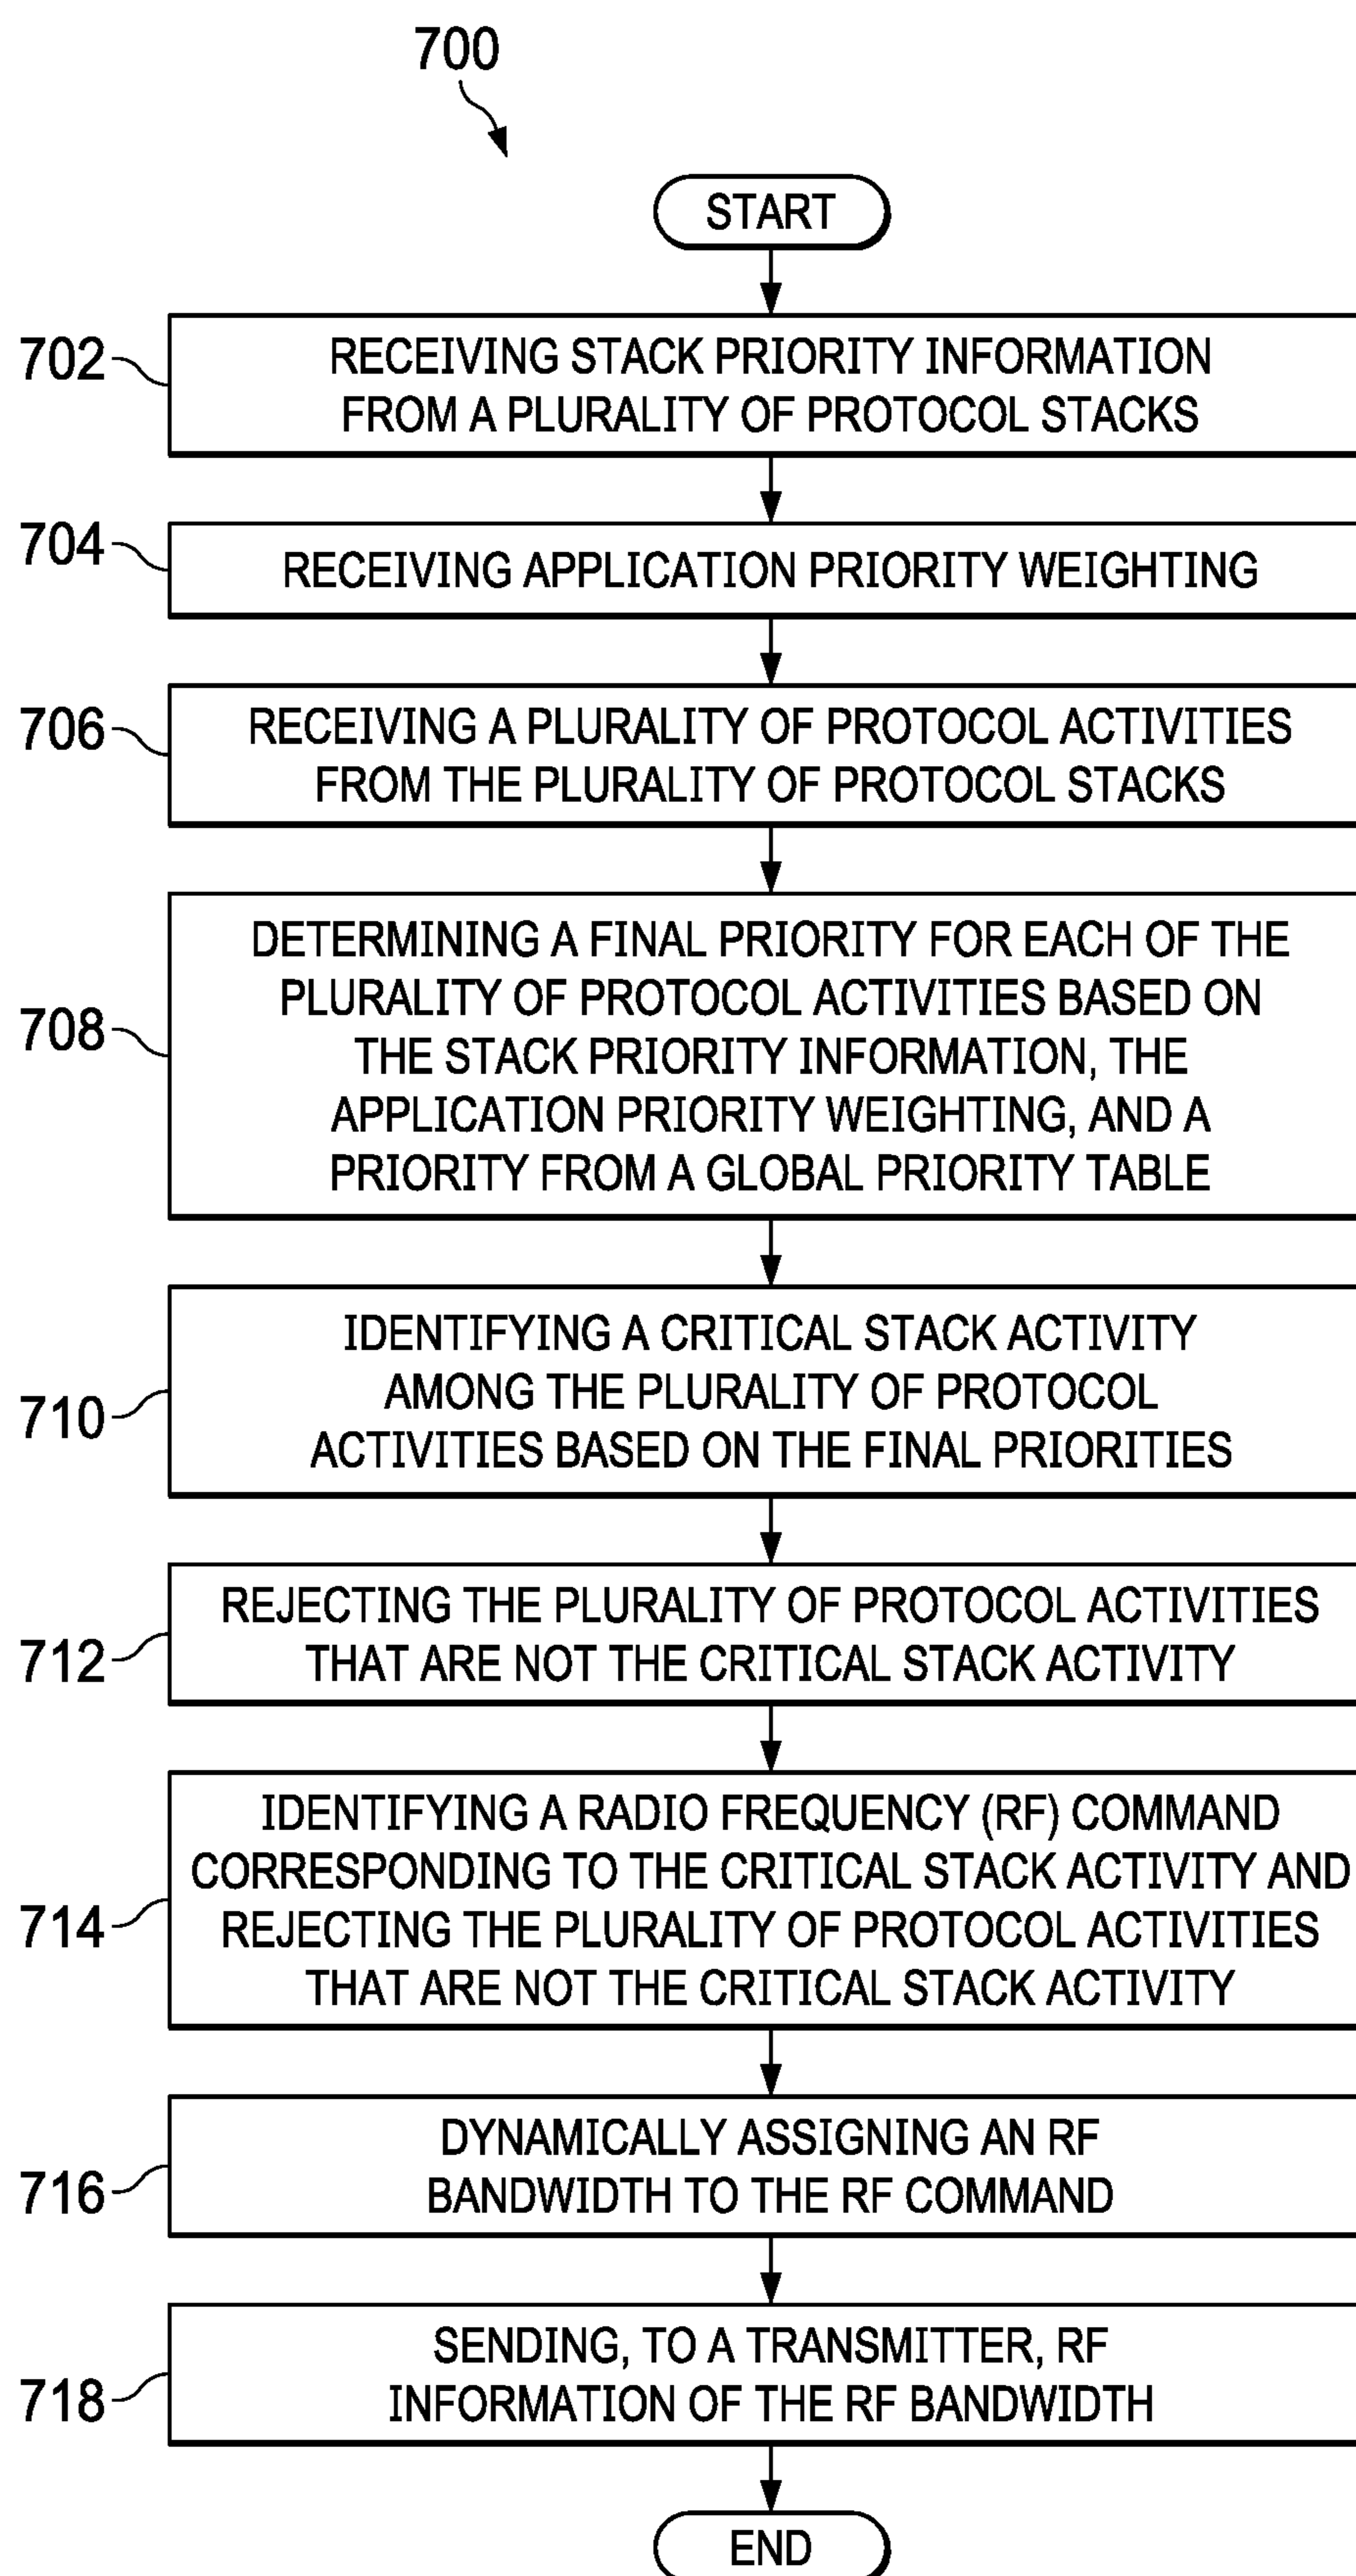 700
START
702
RECEIVING STACK PRIORITY INFORMATION
FROM A PLURALITY OF PROTOCOL STACKS
704
RECEIVING APPLICATION PRIORITY WEIGHTING
706
RECEIVING A PLURALITY OF PROTOCOL ACTIVITIES
FROM THE PLURALITY OF PROTOCOL STACKS
708
DETERMINING A FINAL PRIORITY FOR EACH OF THE
PLURALITY OF PROTOCOL ACTIVITIES BASED ON
THE STACK PRIORITY INFORMATION, THE
APPLICATION PRIORITY WEIGHTING, AND A
PRIORITY FROM A GLOBAL PRIORITY TABLE
710
IDENTIFYING A CRITICAL STACK ACTIVITY
AMONG THE PLURALITY OF PROTOCOL
ACTIVITIES BASED ON THE FINAL PRIORITIES
712
REJECTING THE PLURALITY OF PROTOCOL ACTIVITIES
THAT ARE NOT THE CRITICAL STACK ACTIVITY
714
IDENTIFYING A RADIO FREQUENCY (RF) COMMAND
CORRESPONDING TO THE CRITICAL STACK ACTIVITY AND
REJECTING THE PLURALITY OF PROTOCOL ACTIVITIES
THAT ARE NOT THE CRITICAL STACK ACTIVITY
716
DYNAMICALLY ASSIGNING AN RF
BANDWIDTH TO THE RF COMMAND
718
SENDING, TO A TRANSMITTER, RF
INFORMATION OF THE RF BANDWIDTH
END